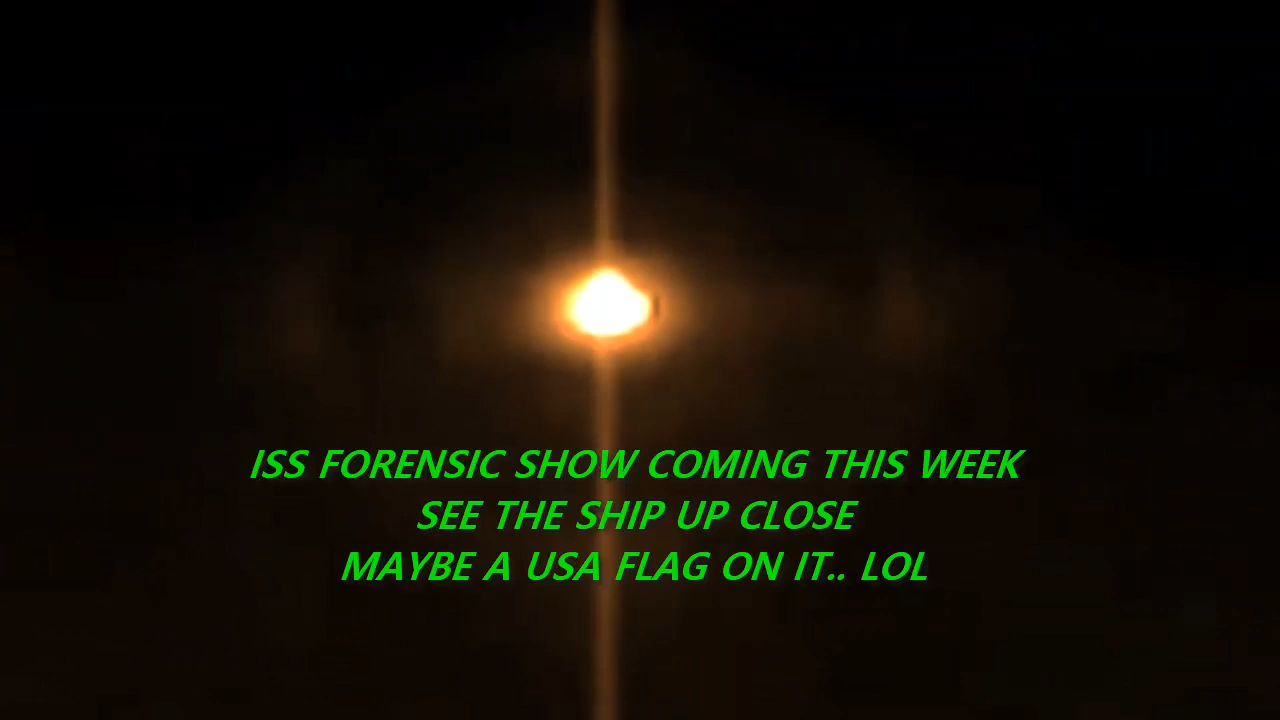 ISS FORENSIC SHOW COMING THIS WEEK
SEE THE SHIP UP CLOSE
MAYBE A USA FLAG ON IT.. LOL